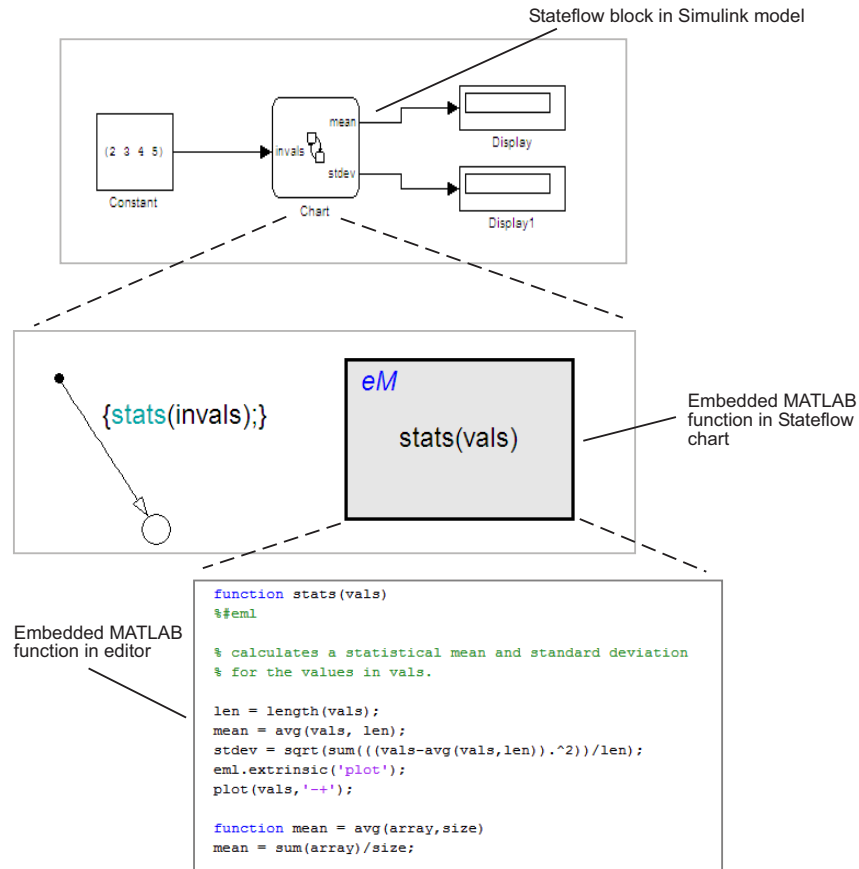 Stateflow block in Simulink model
mean
(2 3 4 5)
invals
stdev
Constant
Chart
Display
Display1
eM
{stats(invals);}
stats(vals)
Embedded MATLAB
function in Stateflow
chart
Embedded MATLAB
function in editor
function stats(vals)
%#eml
% calculates a statistical mean and standard deviation
% for the values in vals.
len = length(vals);
mean = avg(vals, len);
stdev = sqrt(sum(((vals-avg(vals,len)).^2))/len);
eml.extrinsic('plot');
plot(vals,'-+');
function mean = avg(array,size)
mean = sum(array)/size;